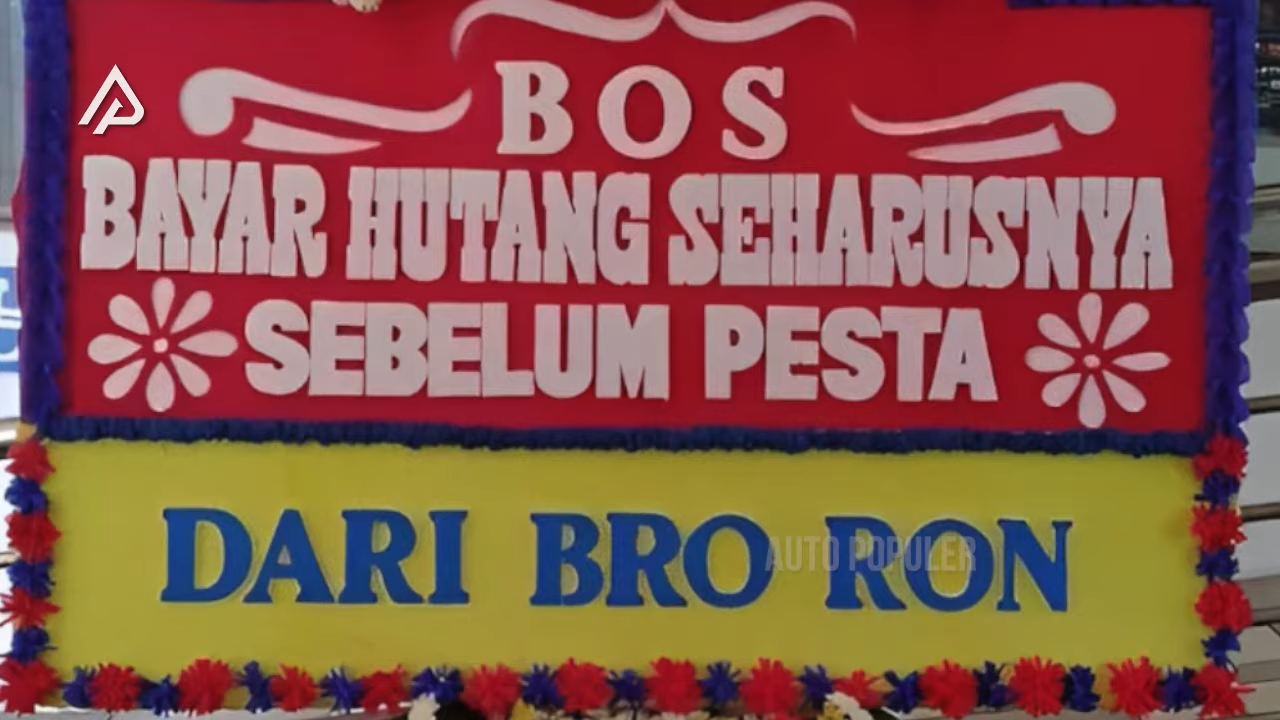 BOS
BAYAR HUTANG SEHARUSNYA
SEBELUM PESTA
DARI BRO RON
AUTO POPULER